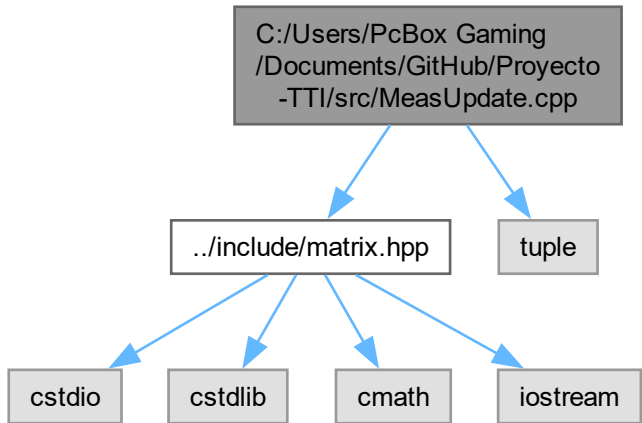 C:/Users/PcBox Gaming
/Documents/GitHub/Proyecto
-TTI/src/MeasUpdate.cpp
../include/matrix.hpp
tuple
cstdio
cstdlib
cmath
iostream